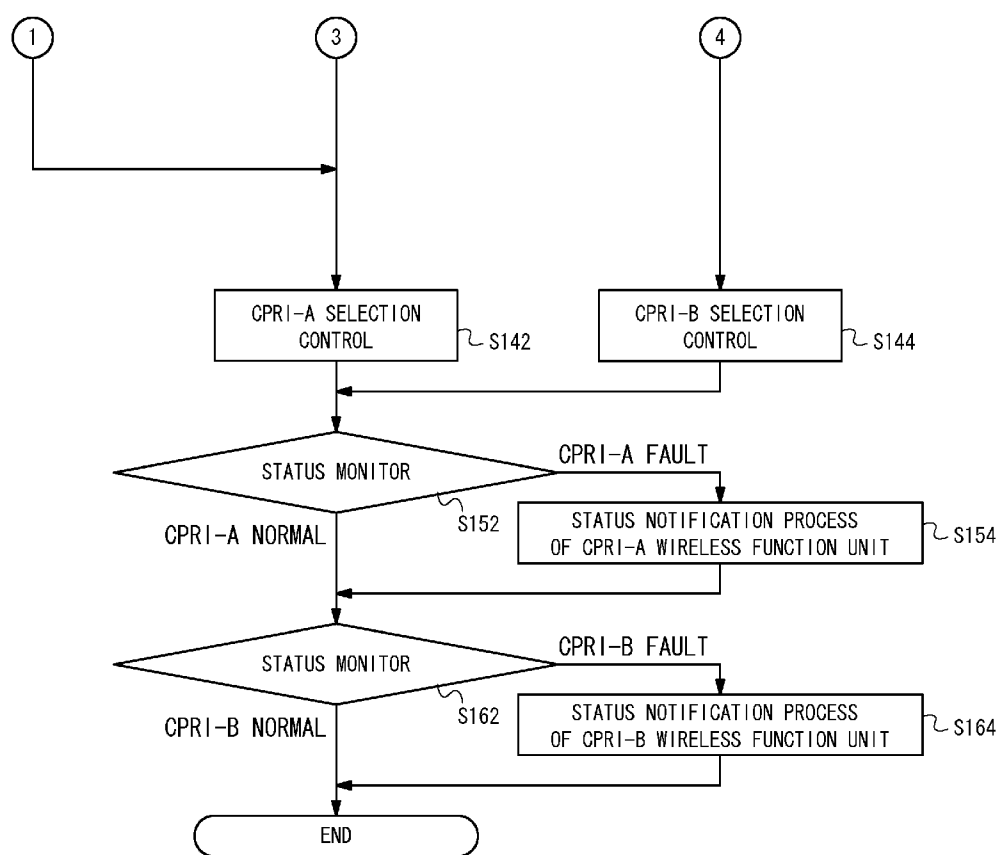 1
3
4
CPRI-A SELECTION
CONTROL
S142
CPRI-B SELECTION
CONTROL
S144
STATUS MONITOR
S152
CPRI-A FAULT
CPRI-A NORMAL
STATUS NOTIFICATION PROCESS
OF CPRI-A WIRELESS FUNCTION UNIT
S154
STATUS MONITOR
S162
CPRI-B FAULT
CPRI-B NORMAL
STATUS NOTIFICATION PROCESS
OF CPRI-B WIRELESS FUNCTION UNIT
S164
END